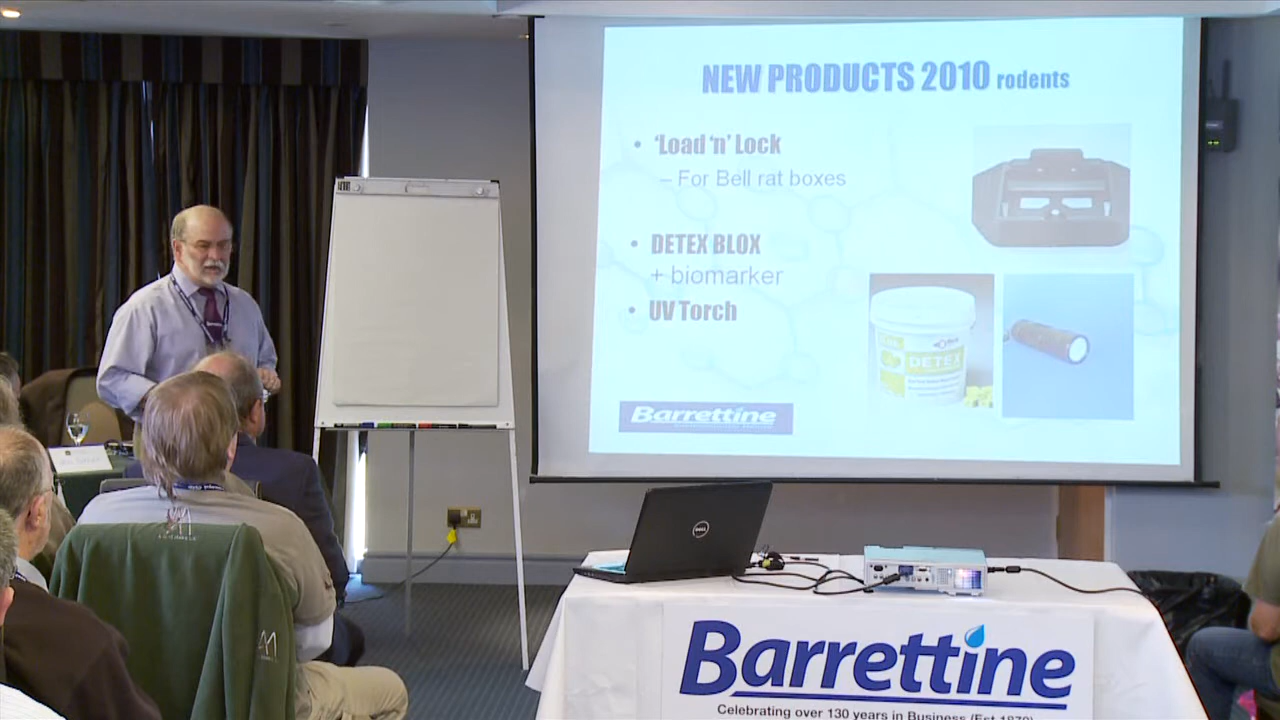 NEW PRODUCTS 2010 rodents
• 'Load 'n' Lock
– For Bell rat boxes
• DETEX BLOX
+ biomarker
• UV Torch
DETEX
Barrettine
Barrettine
DELL
Barrettine
Celebrating over 130 years in Business (Est 1879)